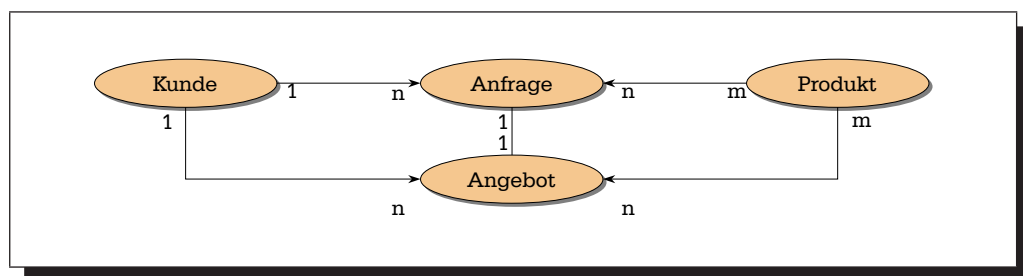 Kunde 1 n Anfrage n m Produkt
1 1 m
1
Angebot
n n